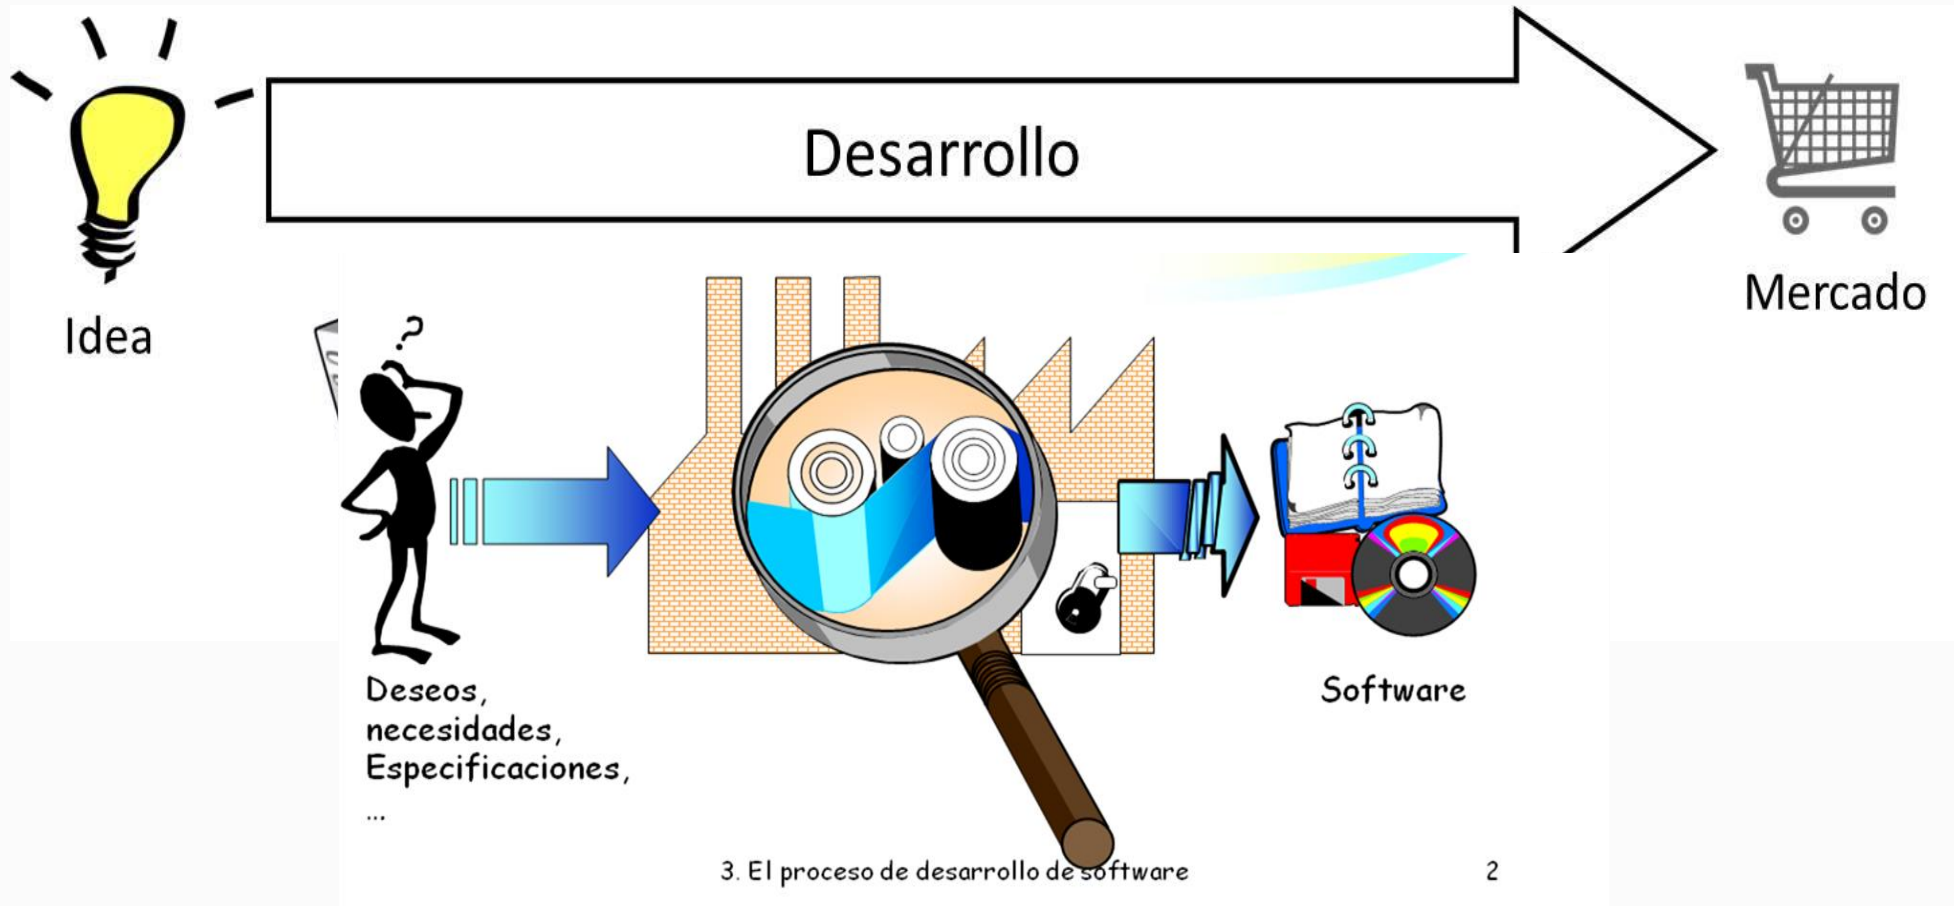 Desarrollo
Idea
Mercado
?
Deseos,
necesidades,
Especificaciones,
...
Software
3. El proceso de desarrollo de software
2